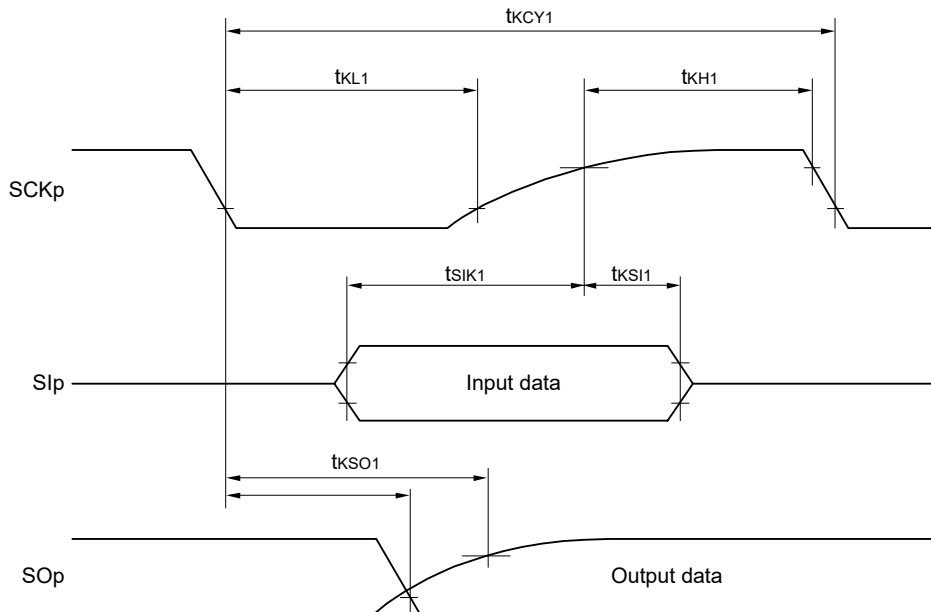 tKCY1
tKL1
tKH1
SCKp
tSIK1
tKSI1
SIp
Input data
tKSO1
SOp
Output data